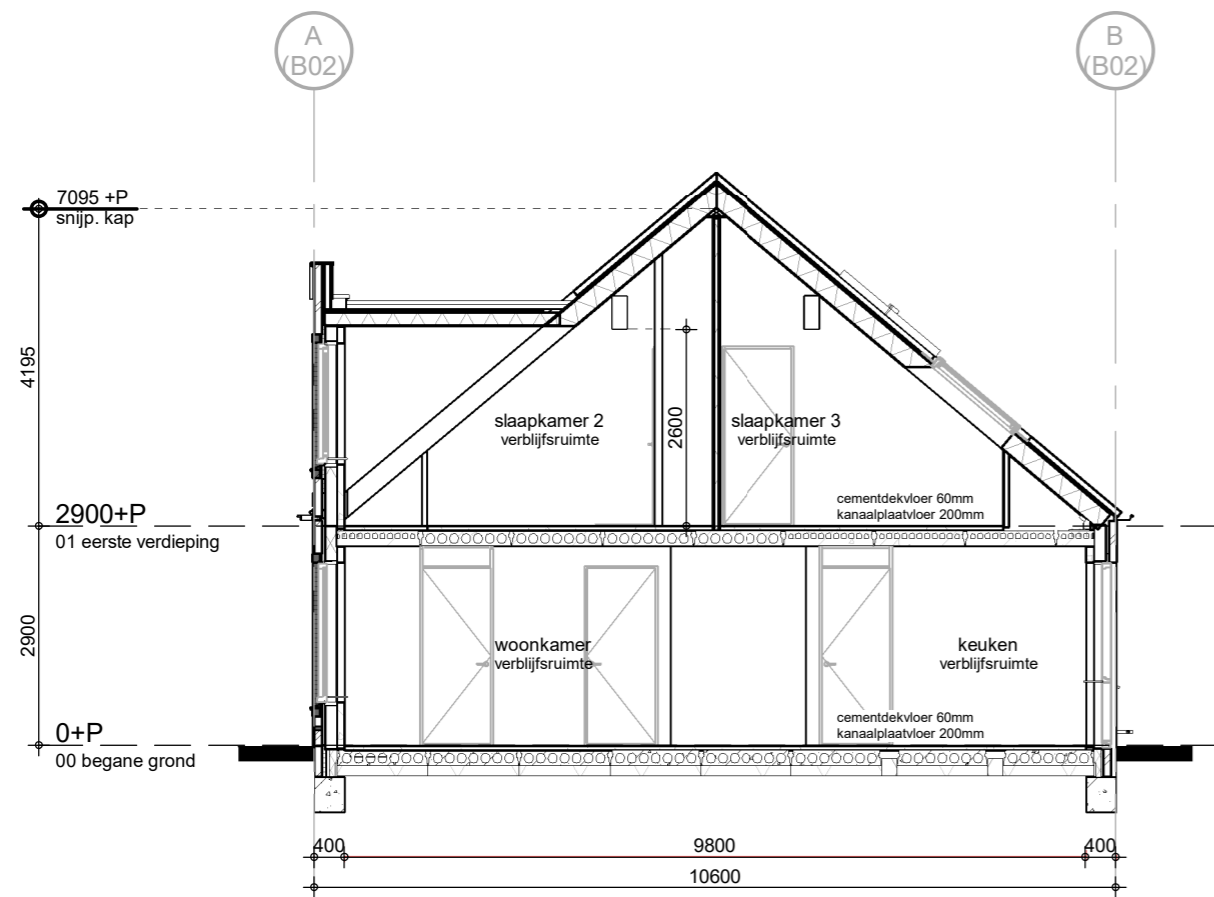 A
(B02)
B
(B02)
7095 +P
snijp. kap
4195
slaapkamer 2
verblijfsruimte
2600
slaapkamer 3
verblijfsruimte
cementdekvloer 60mm
kanaalplaatvloer 200mm
2900+P
01 eerste verdieping
2900
woonkamer
verblijfsruimte
keuken
verblijfsruimte
cementdekvloer 60mm
kanaalplaatvloer 200mm
0+P
00 begane grond
400
9800
400
10600